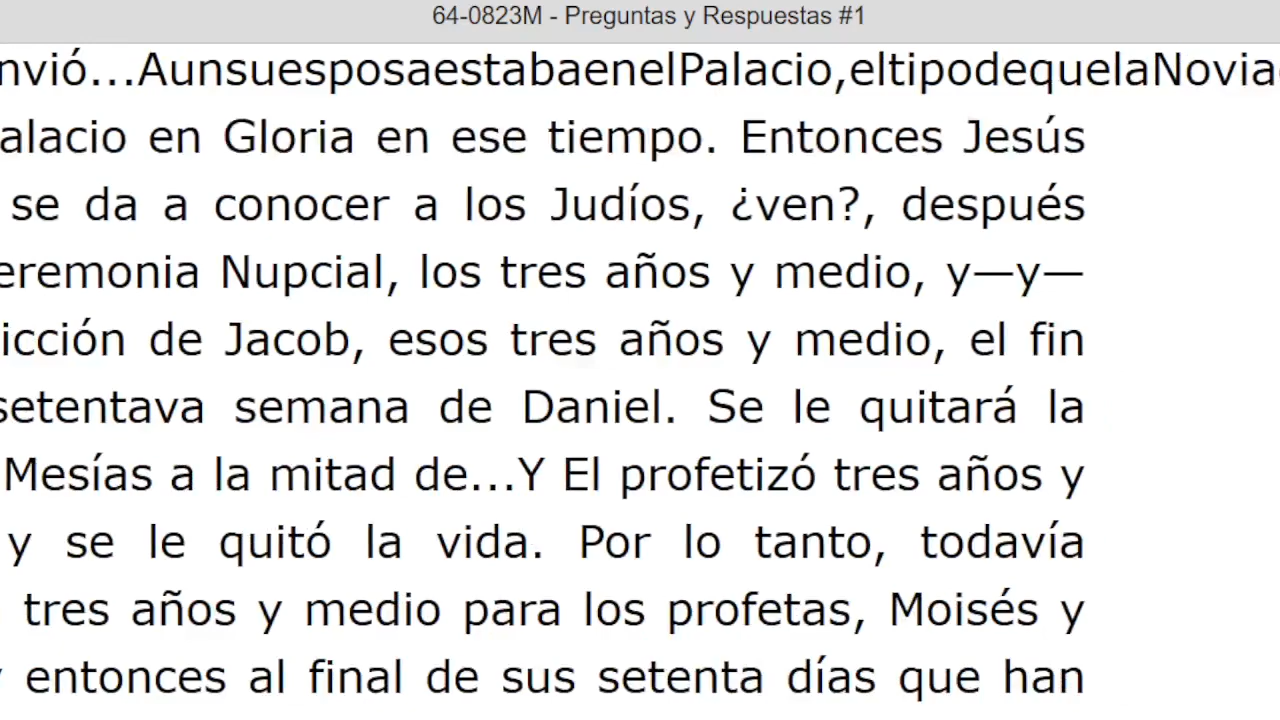 64-0823M - Preguntas y Respuestas #1
nvió...AunsuesposaestabaenelPalacio,eltipodequelaNovia
alacio en Gloria en ese tiempo. Entonces Jesús
se da a conocer a los Judíos, ¿ven?, después
eremonia Nupcial, los tres años y medio, y—y—
icción de Jacob, esos tres años y medio, el fin
setentava semana de Daniel. Se le quitará la
Mesías a la mitad de...Y El profetizó tres años y
y se le quitó la vida. Por lo tanto, todavía
tres años y medio para los profetas, Moisés y
entonces al final de sus setenta días que han